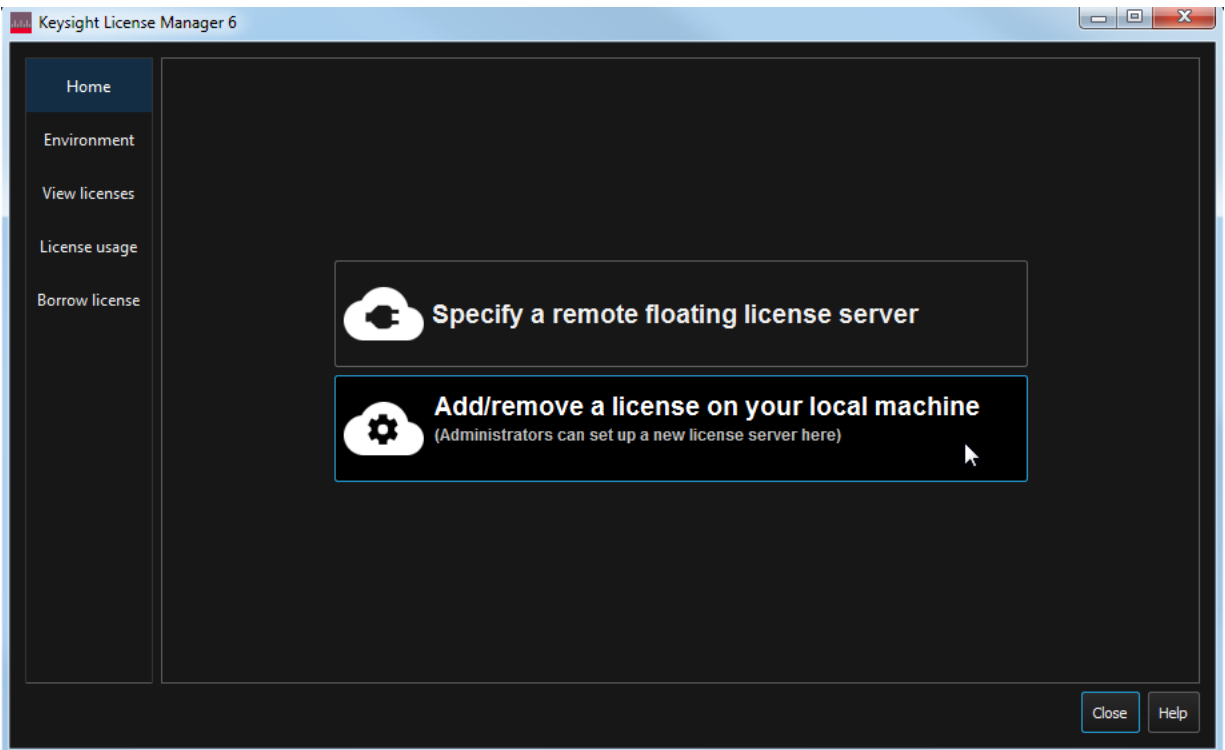 Keysight License Manager 6
Home
Environment
View licenses
License usage
Borrow license
Specify a remote floating license server
Add/remove a license on your local machine
(Administrators can set up a new license server here)
Close
Help